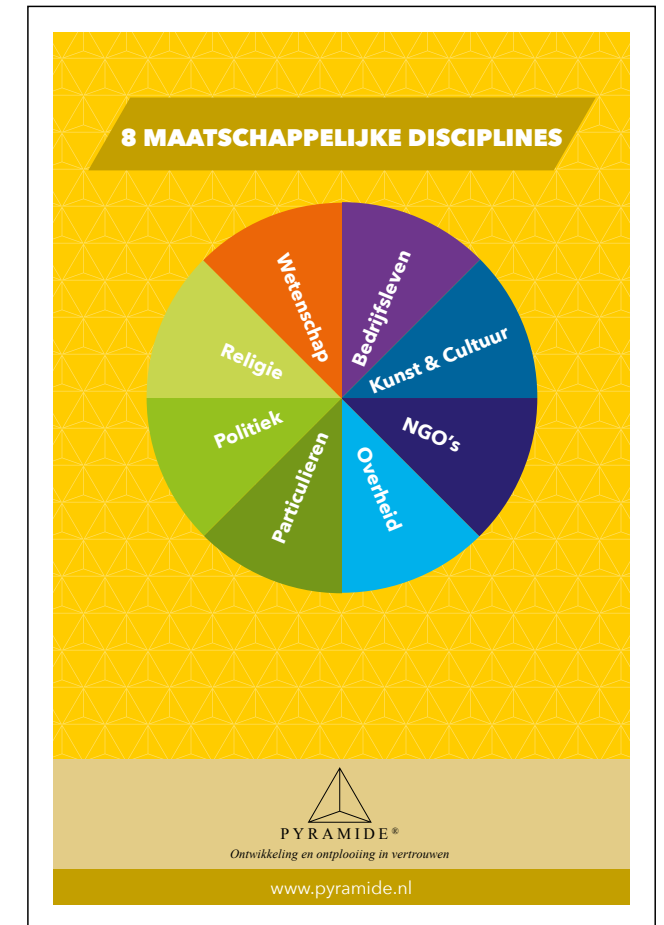 8 MAATSCHAPPELIJKE DISCIPLINES
Wetenschap
Bedrijfsleven
Religie
Kunst & Cultuur
Politiek
NGO's
Particulieren
Overheid
PYRAMIDE®
Ontwikkeling en ontplooiing in vertrouwen
www.pyramide.nl